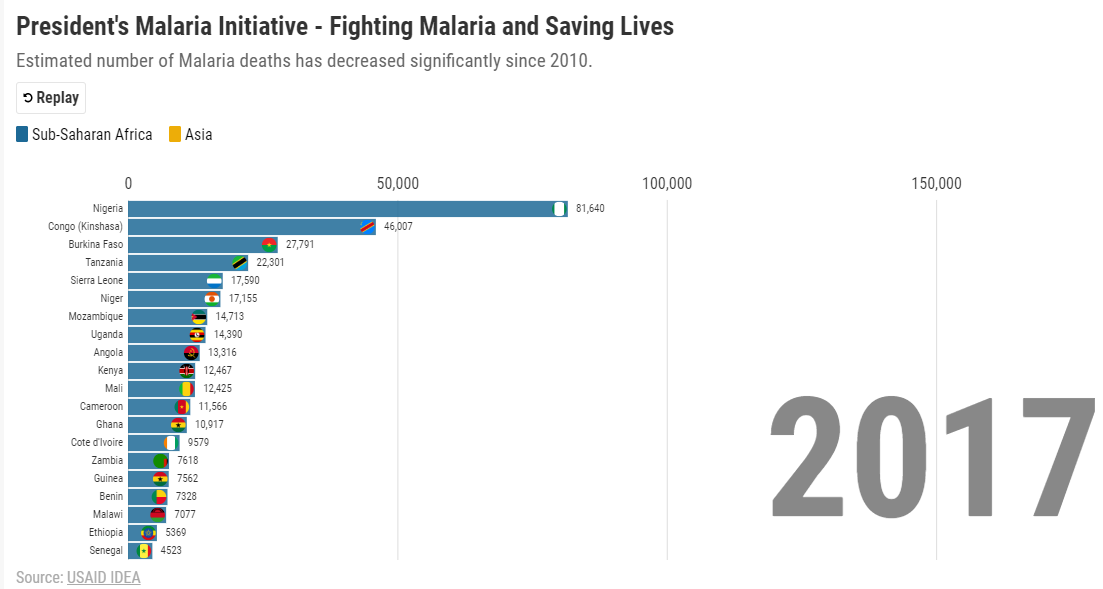 President's Malaria Initiative - Fighting Malaria and Saving Lives
Estimated number of Malaria deaths has decreased significantly since 2010.
Replay
Sub-Saharan Africa Asia
0 50,000 100,000 150,000
Nigeria 81,640
Congo (Kinshasa) 46,007
Burkina Faso 27,791
Tanzania 22,301
Sierra Leone 17,590
Niger 17,155
Mozambique 14,713
Uganda 14,390
Angola 13,316
Kenya 12,467
Mali 12,425
Cameroon 11,566
Ghana 10,917
Cote d'Ivoire 9579
Zambia 7618
Guinea 7562
Benin 7328
Malawi 7077
Ethiopia 5369
Senegal 4523
2017
Source: USAID IDEA